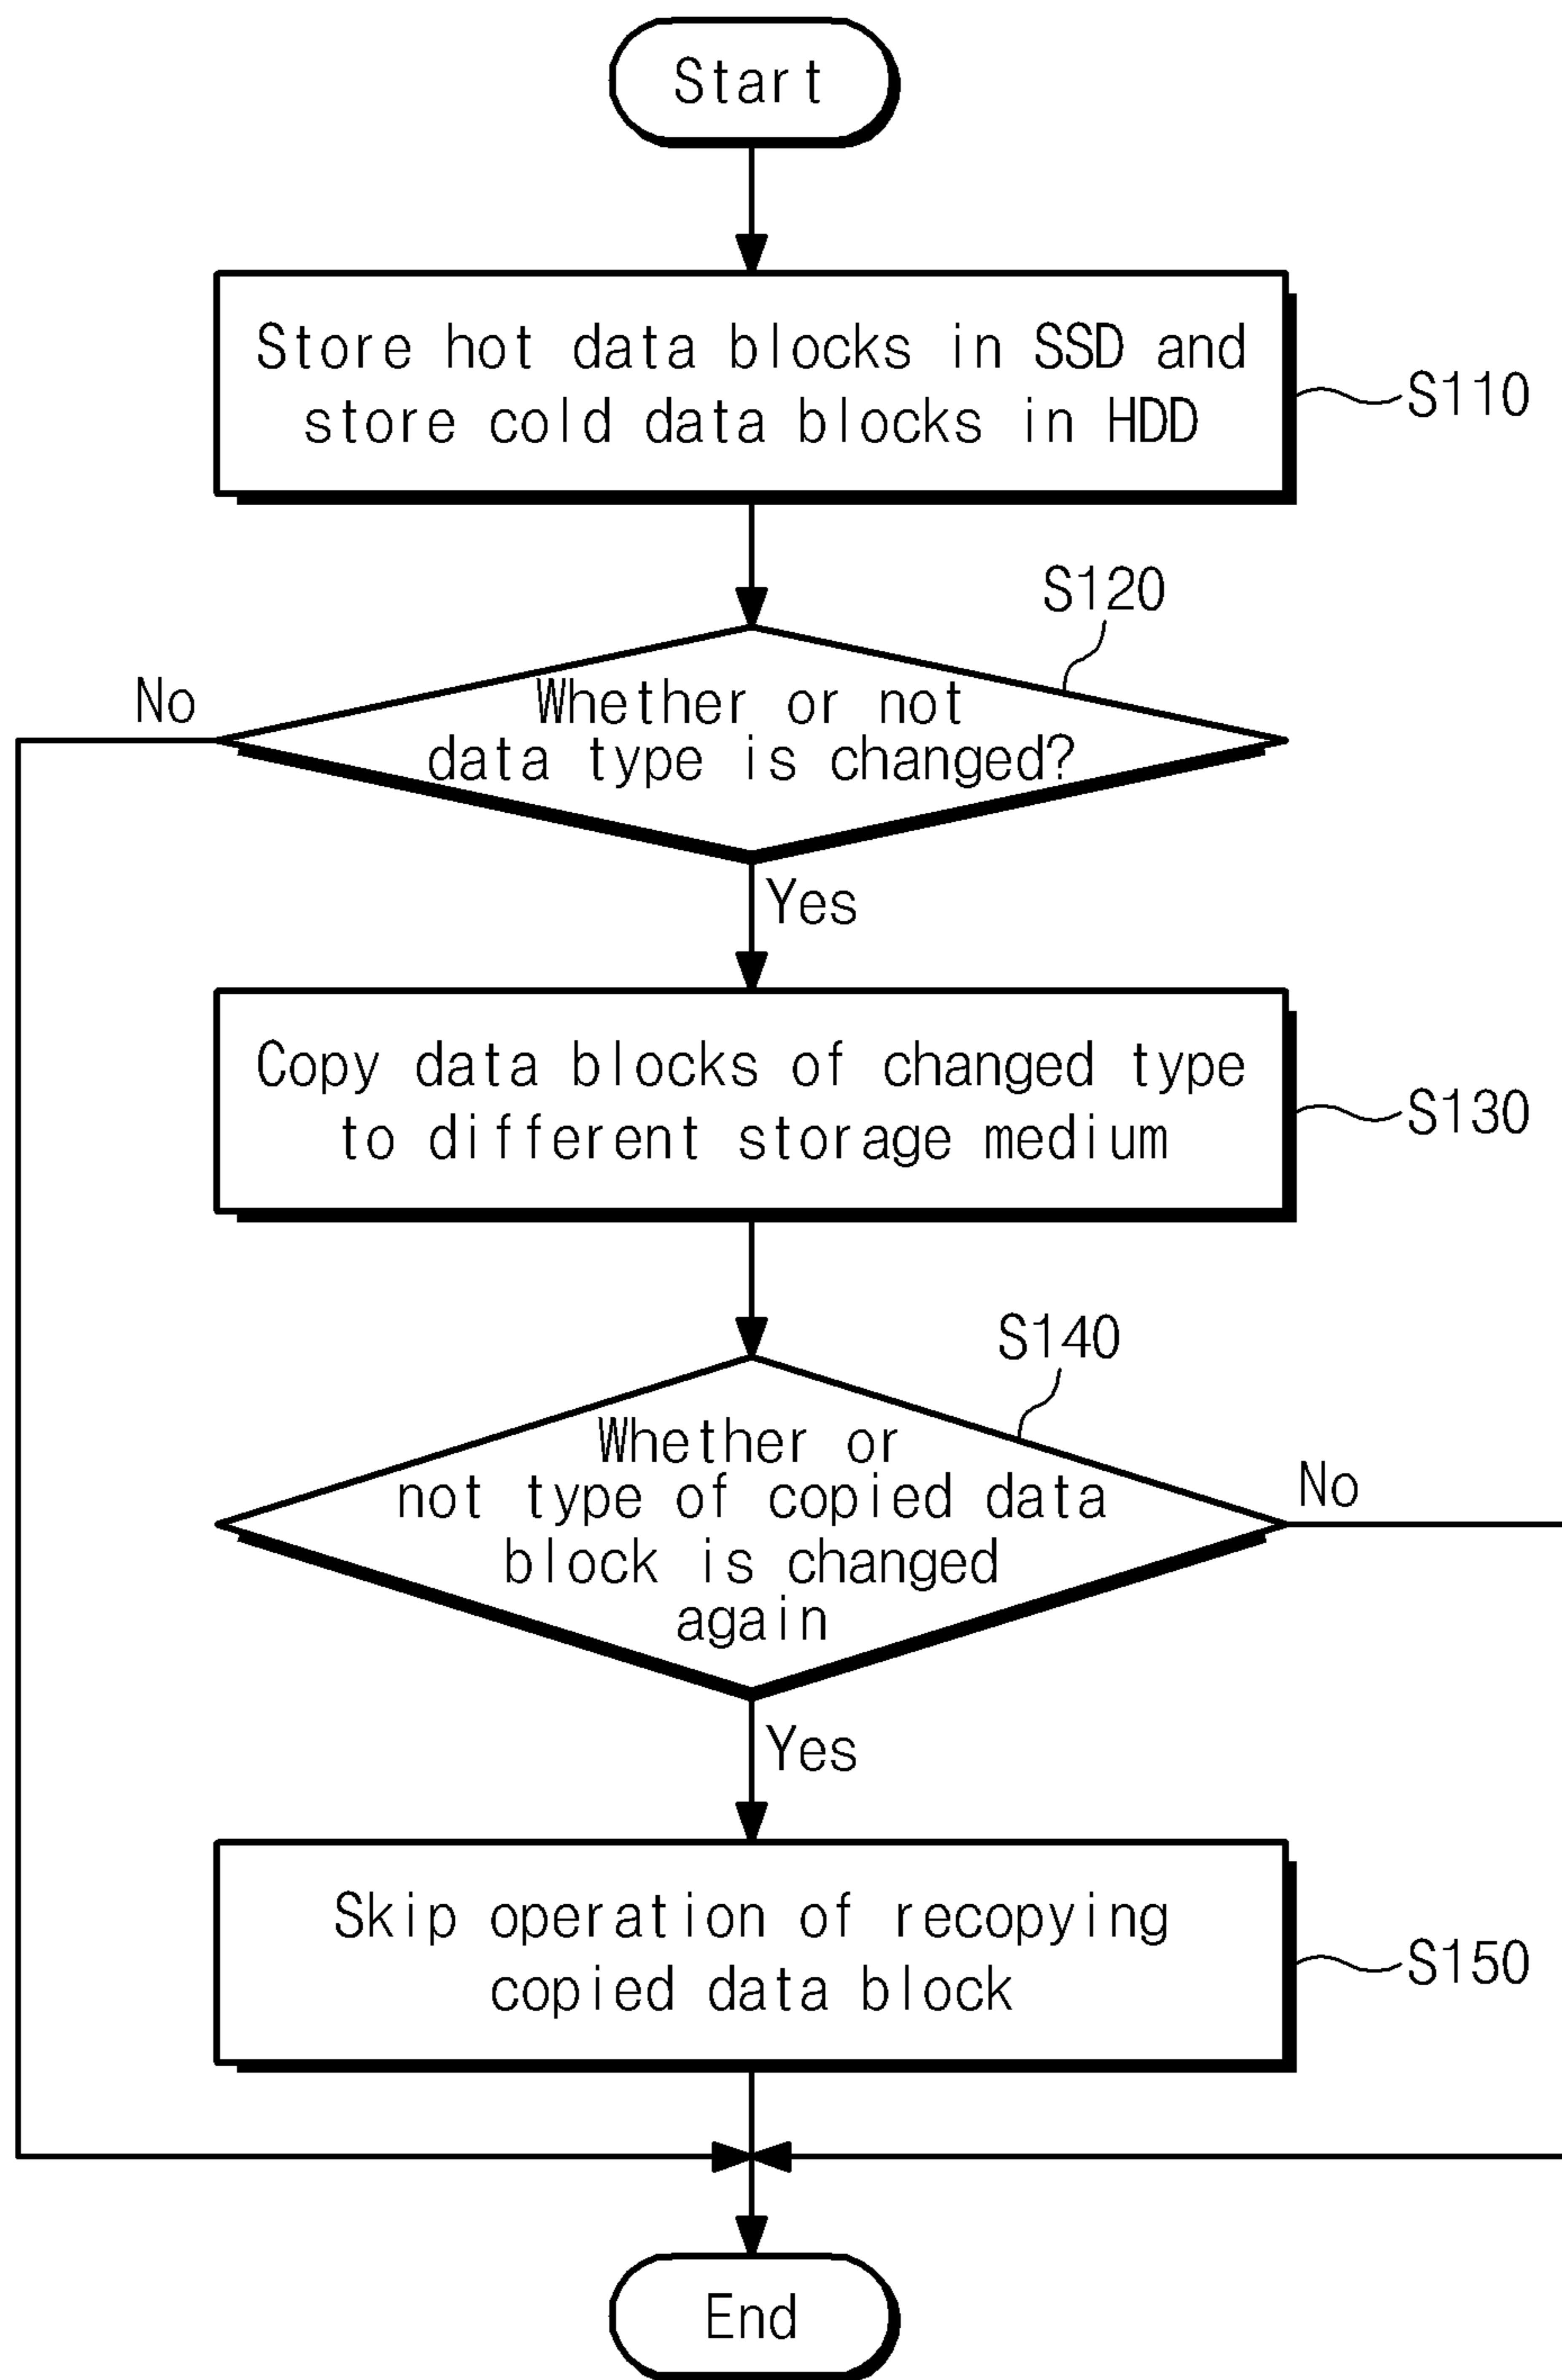 Start
Store hot data blocks in SSD and
store cold data blocks in HDD
S110
S120
No
Whether or not
data type is changed?
Yes
Copy data blocks of changed type
to different storage medium
S130
S140
Whether or
not type of copied data
block is changed
again
No
Yes
Skip operation of recopying
copied data block
S150
End